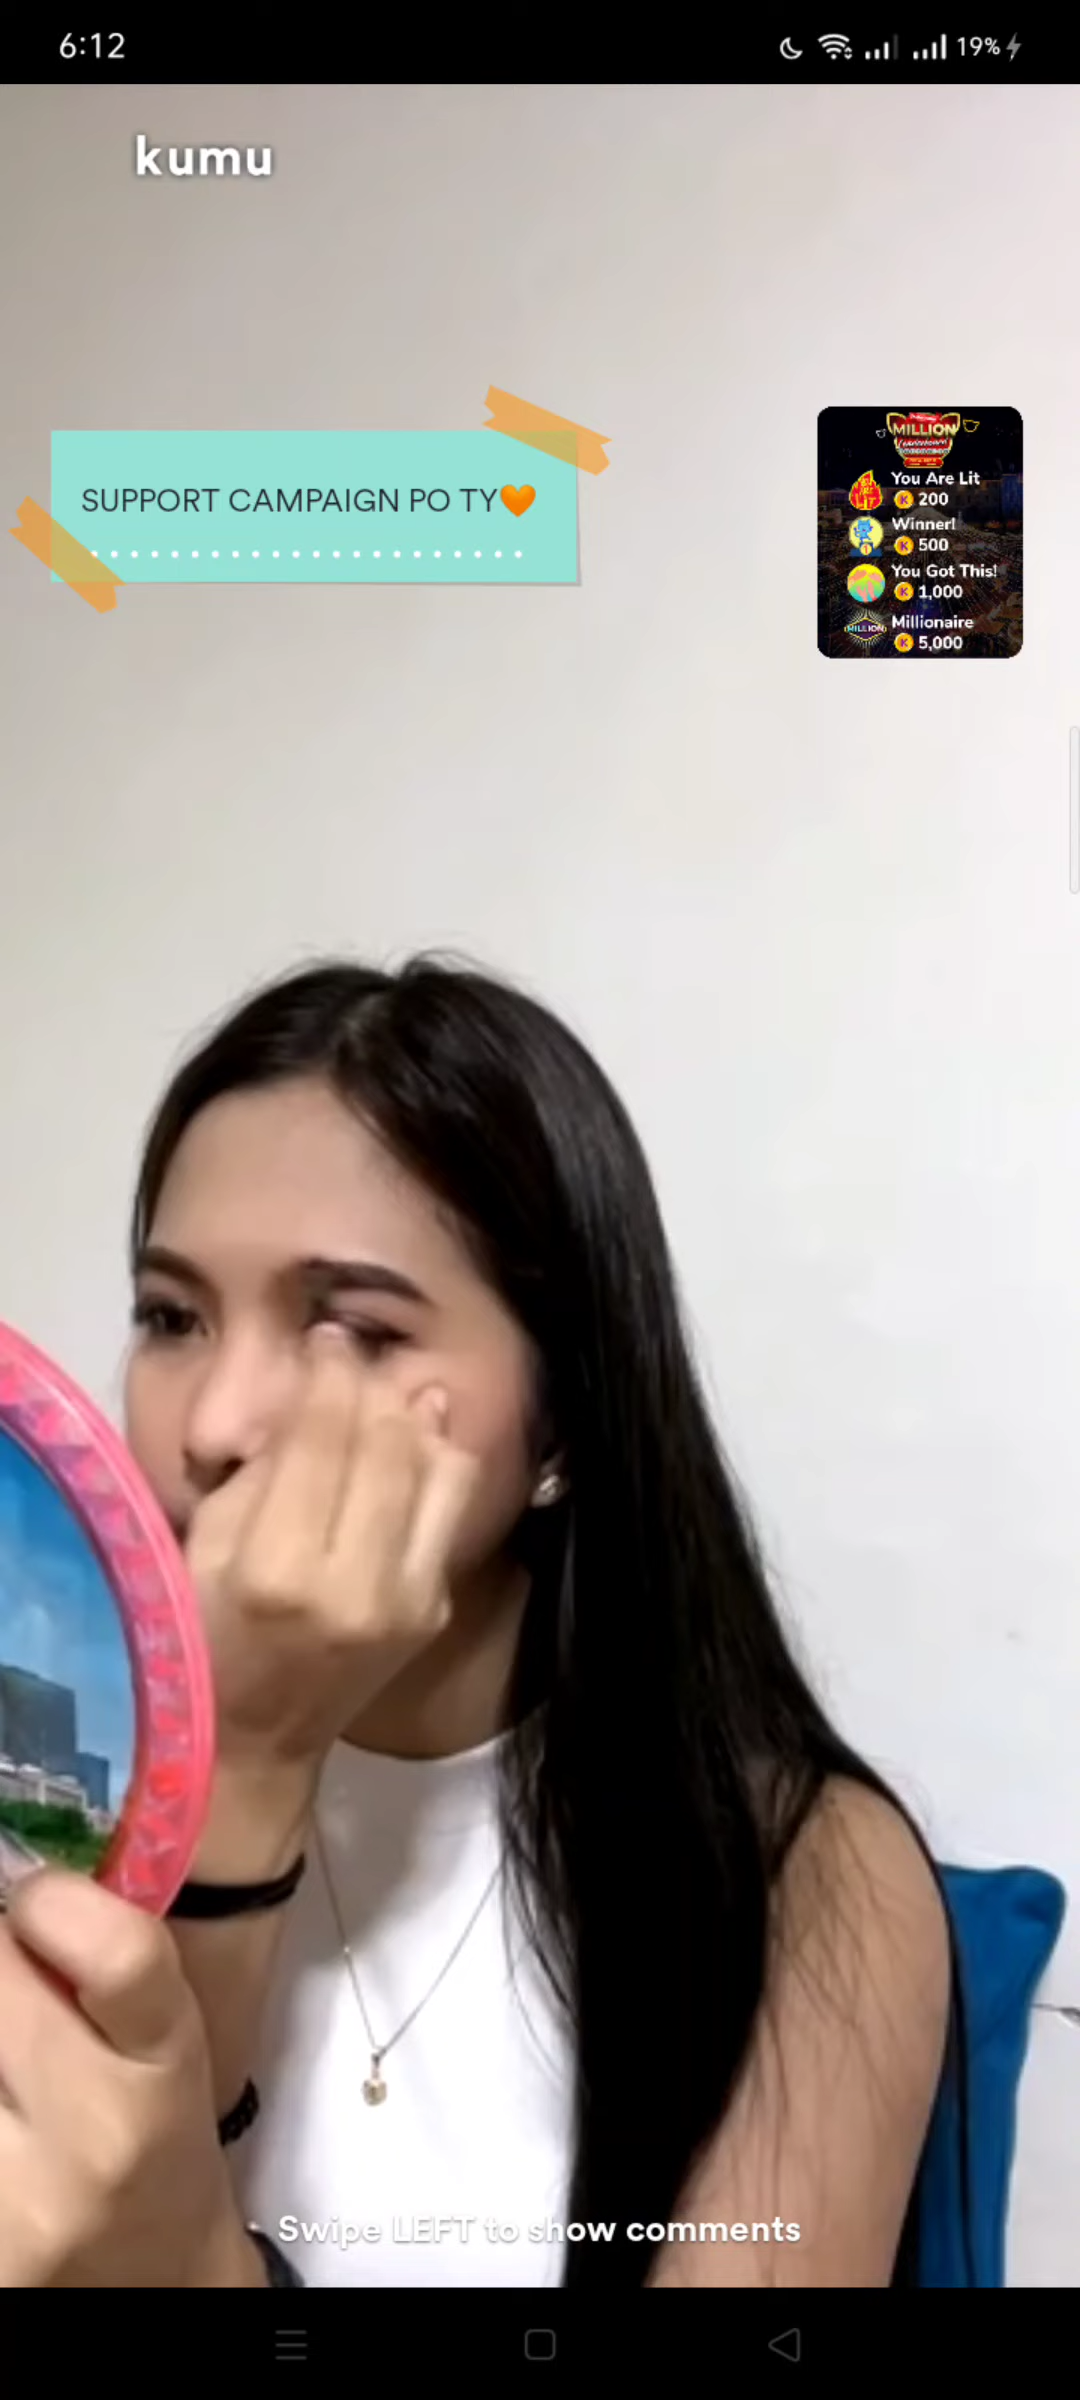 6:12
19%
kumu
SUPPORT CAMPAIGN PO TY🧡
MILLION
You Are Lit
K 200
Winner!
K 500
You Got This!
K 1,000
MILLION
Millionaire
K 5,000
Swipe LEFT to show comments